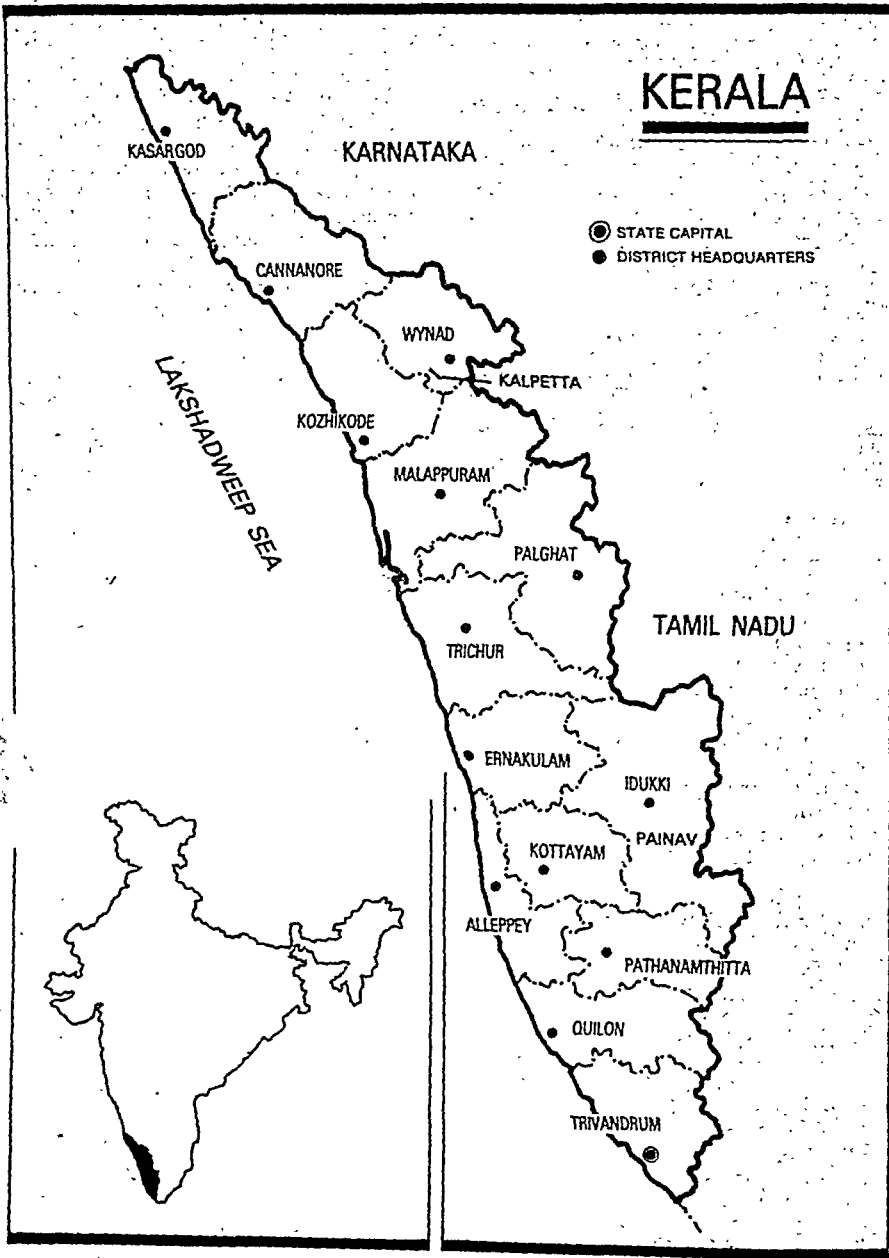 KERALA
KASARGOD
KARNATAKA
STATE CAPITAL
DISTRICT HEADQUARTERS
CANNANORE
WYNAD
KALPETTA
LAKSHADWEEP SEA
KOZHIKODE
MALAPPURAM
PALGHAT
TAMIL NADU
TRICHUR
ERNAKULAM
IDUKKI
PAINAV
KOTTAYAM
ALLEPPEY
PATHANAMTHITTA
QUILON
TRIVANDRUM